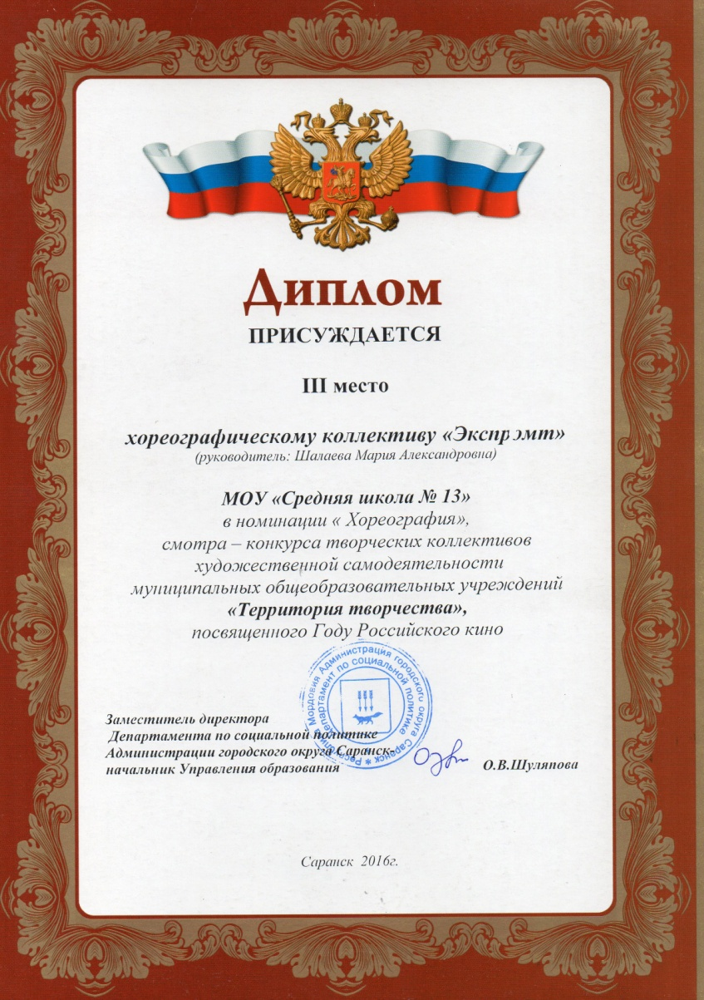 Диплом
ПРИСУЖДАЕТСЯ
III место
хореографическому коллективу «Экспромт»
(руководитель: Шалаева Мария Александровна)
МОУ «Средняя школа № 13»
в номинации « Хореография»,
смотра – конкурса творческих коллективов
художественной самодеятельности
муниципальных общеобразовательных учреждений
«Территория творчества»,
посвященного Году Российского кино
Республика Мордовия Администрация городского округа Саранск *
Департамент по социальной политике
Заместитель директора
Департамента по социальной политике
Администрации городского округа Саранск-
начальник Управления образования
О.В.Шуляпова
Саранск 2016г.